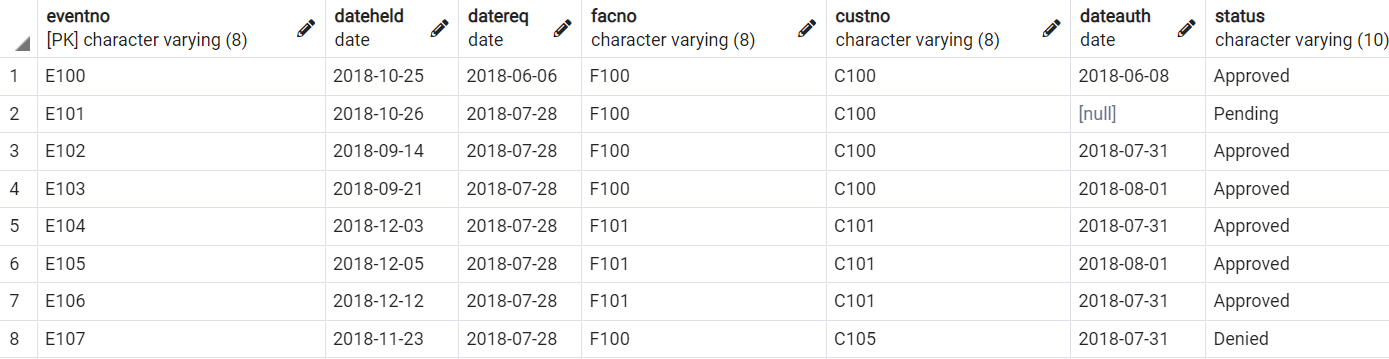 eventno dateheld datereq facno custno dateauth status
[PK] character varying (8) date date character varying (8) character varying (8) date character varying (10)
1 E100 2018-10-25 2018-06-06 F100 C100 2018-06-08 Approved
2 E101 2018-10-26 2018-07-28 F100 C100 [null] Pending
3 E102 2018-09-14 2018-07-28 F100 C100 2018-07-31 Approved
4 E103 2018-09-21 2018-07-28 F100 C100 2018-08-01 Approved
5 E104 2018-12-03 2018-07-28 F101 C101 2018-07-31 Approved
6 E105 2018-12-05 2018-07-28 F101 C101 2018-08-01 Approved
7 E106 2018-12-12 2018-07-28 F101 C101 2018-07-31 Approved
8 E107 2018-11-23 2018-07-28 F100 C105 2018-07-31 Denied